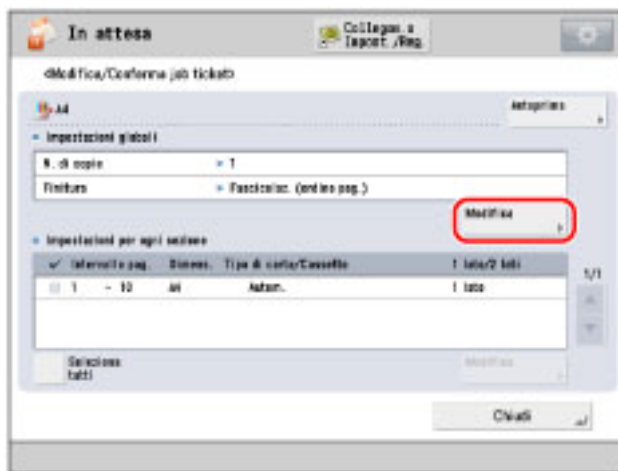 In attesa
Collegam. a
Impost./Reg.
<Modifica/Conferma job ticket>
A4
Anteprima
Impostazioni globali
N. di copie
1
Finitura
Fascicolaz. (ordine pag.)
Modifica
Impostazioni per ogni sezione
Intervallo pag. Dimens. Tipo di carta/Cassetto 1 lato/2 lati
1 - 10 A4 Autom. 1 lato
1/1
Seleziona
tutti
Modifica
Chiudi